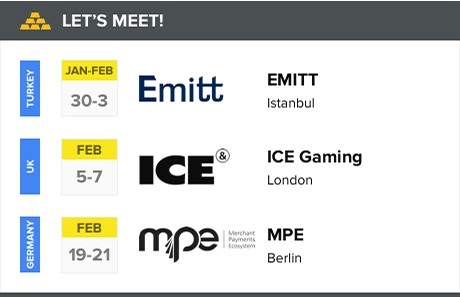 LET'S MEET!
TURKEY
JAN-FEB
30-3
Emitt
EMITT
Istanbul
UK
FEB
5-7
ICE &
ICE Gaming
London
GERMANY
FEB
19-21
mpe
Merchant
Payments
Ecosystem
MPE
Berlin